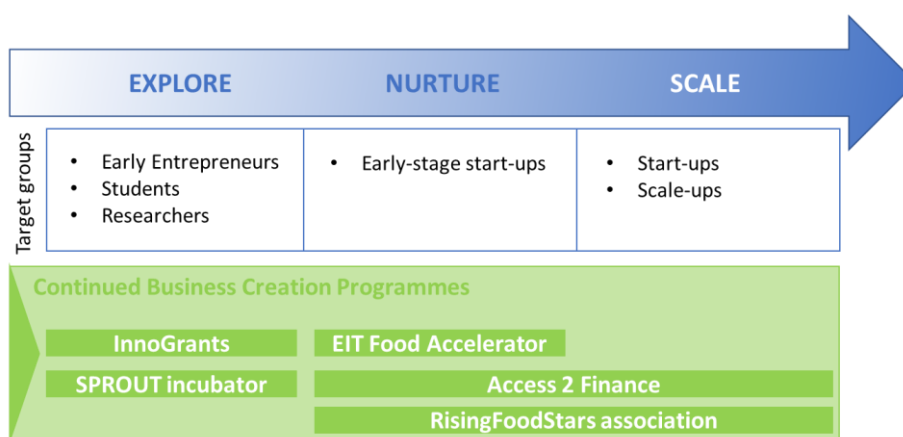 EXPLORE NURTURE SCALE
Target groups
• Early Entrepreneurs
• Students
• Researchers
• Early-stage start-ups
• Start-ups
• Scale-ups
Continued Business Creation Programmes
InnoGrants EIT Food Accelerator
SPROUT incubator Access 2 Finance
RisingFoodStars association